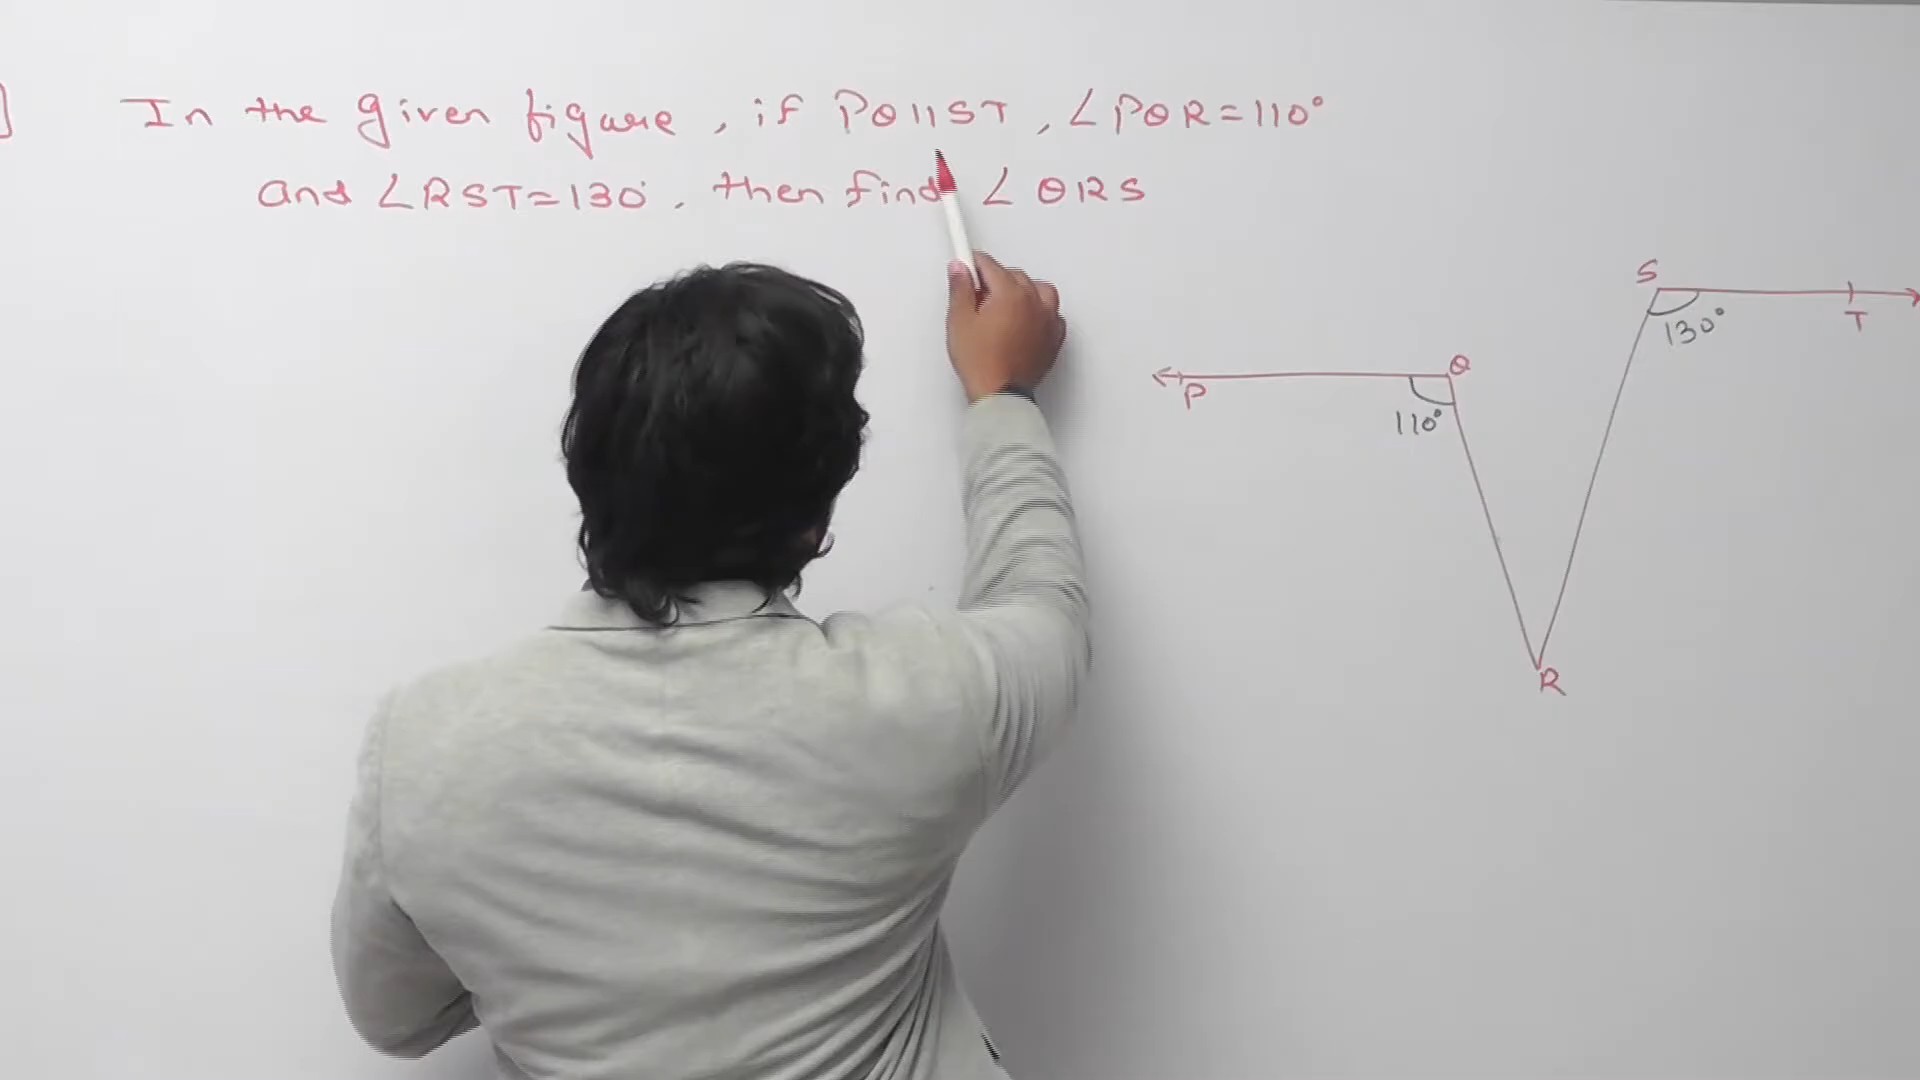 ]
In the given figure, if PQ||ST, ∠PQR=110°
and ∠RST=130°, then find ∠QRS
S
130°
T
Q
P
110°
R